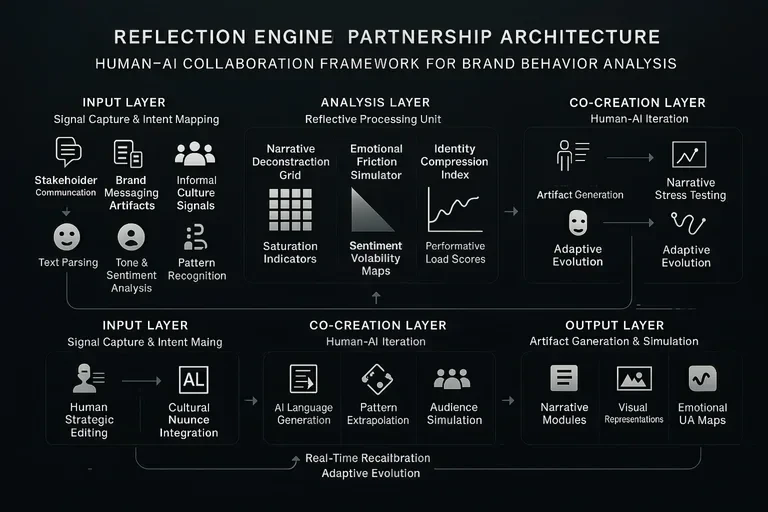 REFLECTION ENGINE PARTNERSHIP ARCHITECTURE
HUMAN–AI COLLABORATION FRAMEWORK FOR BRAND BEHAVIOR ANALYSIS
INPUT LAYER
Signal Capture & Intent Mapping
Stakeholder
Communcation
Brand
Messaging
Artifacts
Informal
Culture
Signals
Text Parsing
Tone &
Sentiment
Analysis
Pattern
Recognition
ANALYSIS LAYER
Reflective Processing Unit
Narrative
Deconstraction
Grid
Emotional
Friction
Simulator
Identity
Compression
Index
Saturation
Indicators
Sentiment
Volability
Maps
Performative
Load Scores
CO-CREATION LAYER
Human-AI Iteration
Artifact Generation
Narrative
Stress Testing
Adaptive
Evolution
Adaptive
Evolution
INPUT LAYER
Signal Capture & Intent Maing
Human
Strategic
Editing
AL
Cultural
Nuunce
Integration
CO-CREATION LAYER
Human-AI Iteration
AI Language
Generation
Pattern
Extrapolation
Audience
Simulation
OUTPUT LAYER
Artifact Ganeration & Simulation
Narrative
Modules
Visual
Representations
Emotional
UA Maps
Real-Time Recailbration
Adaptive Evolution